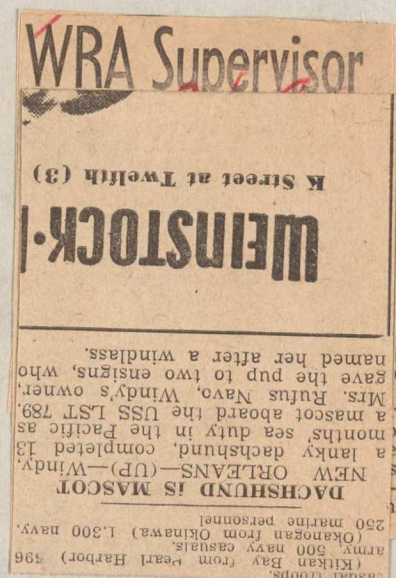 WRA Supervisor
(Kitkan Bay from Pearl Harbor)
army, 500 navy casuals.
(Okanogan from Okinawa) 1,300 navy,
250 marine personnel
DACHSHUND iS MASCOT
NEW ORLEANS—(UP)—Windy,
a lanky dachshund, completed 13
months' sea duty in the Pacific as
a mascot aboard the USS LST 789.
Mrs. Rufus Navo, Windy's owner,
gave the pup to two ensigns, who
named her after a windlass.
WEINSTOCK·
K Street at Twelfth (3)